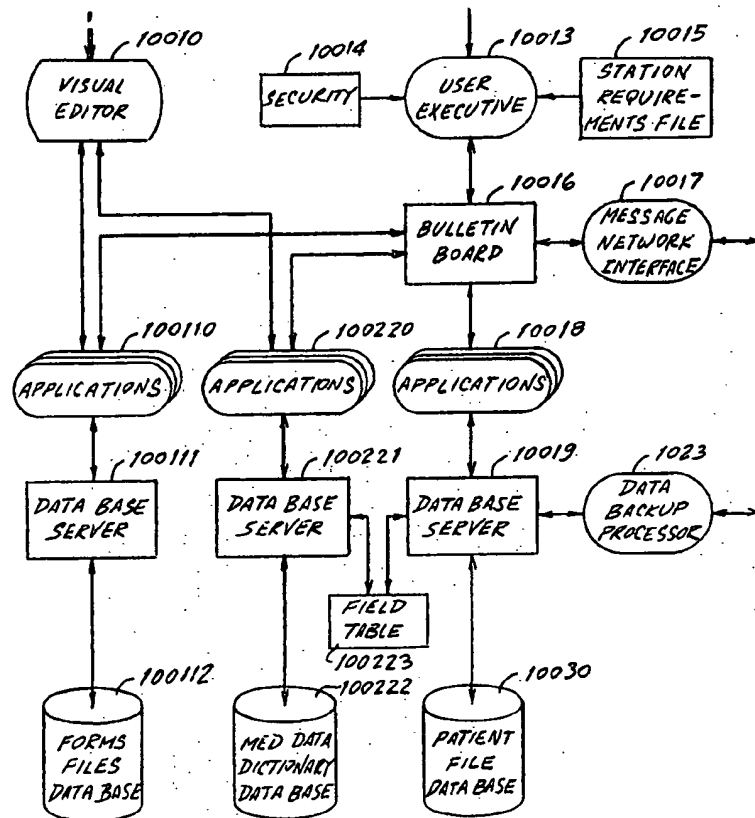 10010
10014
10013
10015
VISUAL
EDITOR
SECURITY
USER
EXECUTIVE
STATION
REQUIRE-
MENTS FILE
10016
10017
BULLETIN
BOARD
MESSAGE
NETWORK
INTERFACE
100110
100220
10018
APPLICATIONS
APPLICATIONS
APPLICATIONS
100111
100221
10019
1023
DATA BASE
SERVER
DATA BASE
SERVER
DATA BASE
SERVER
DATA
BACKUP
PROCESSOR
FIELD
TABLE
100223
100112
100222
10030
FORMS
FILES
DATA BASE
MED DATA
DICTIONARY
DATA BASE
PATIENT
FILE
DATA BASE